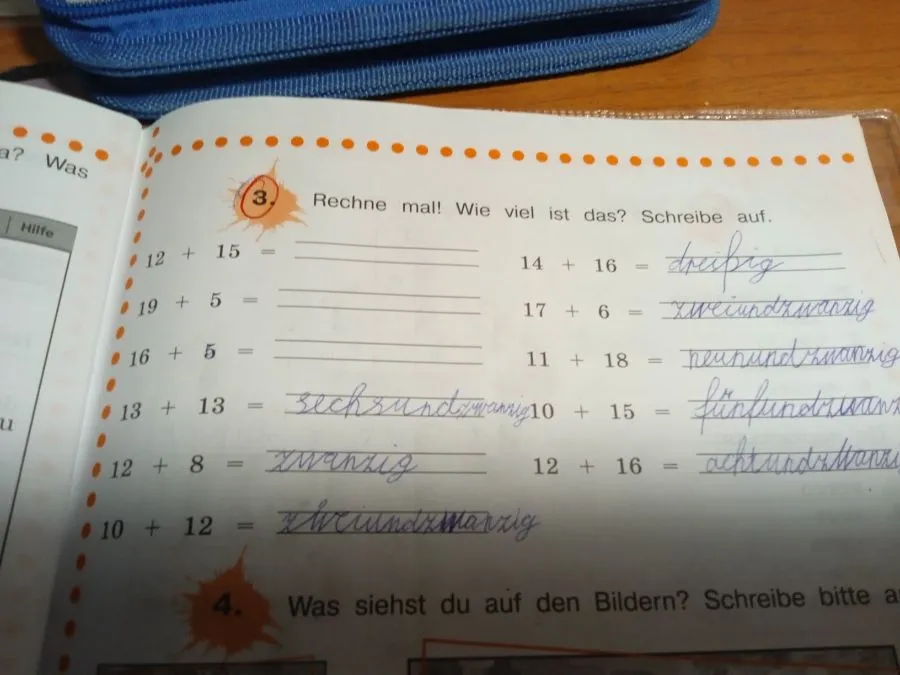 a? Was
Hilfe
u
3. Rechne mal! Wie viel ist das? Schreibe auf.
12 + 15 =
14 + 16 = dreißig
19 + 5 =
17 + 6 = zweiundzwanzig
16 + 5 =
11 + 18 = neunundzwanzig
13 + 13 = sechsundzwanzig
10 + 15 = fünfundzwanz
12 + 8 = zwanzig
12 + 16 = achtundzwanzi
10 + 12 = zweiundzwanzig
4. Was siehst du auf den Bildern? Schreibe bitte a